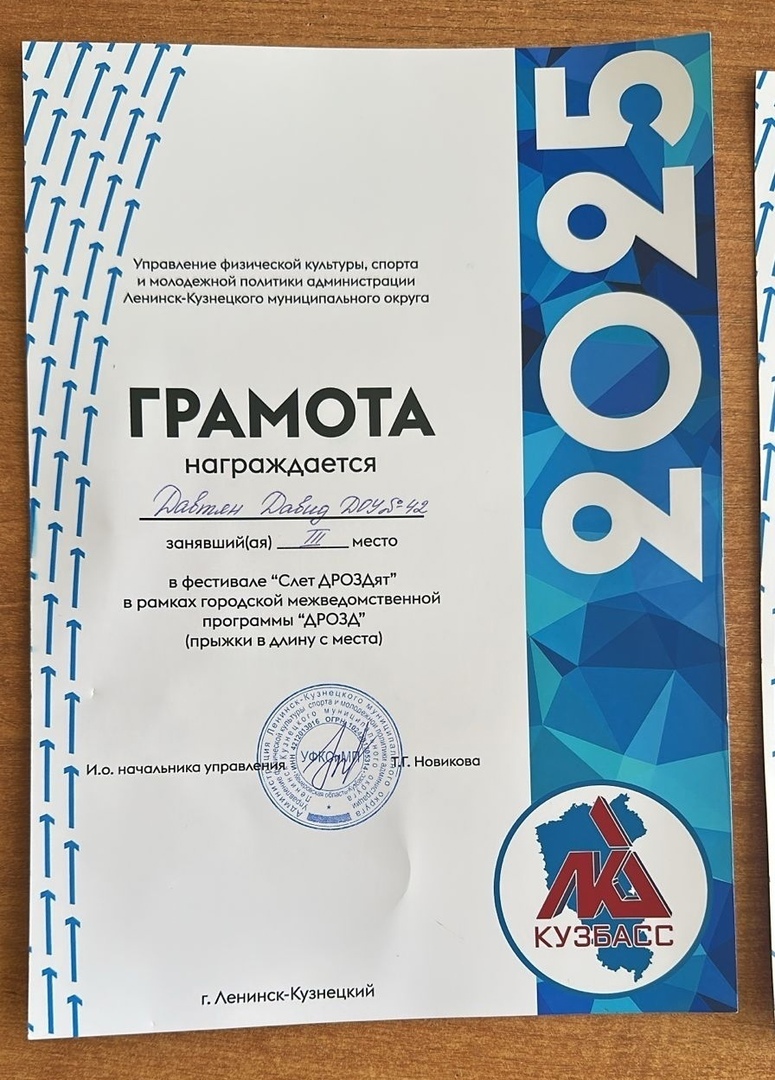 Управление физической культуры, спорта
и молодежной политики администрации
Ленинск-Кузнецкого муниципального округа
ГРАМОТА
награждается
Давтян Давид ДОУ №42
занявший(ая) III место
в фестивале “Слет ДРОЗДят”
в рамках городской межведомственной
программы “ДРОЗД”
(прыжки в длину с места)
И.о. начальника управления Т.Г. Новикова
УФКСиМП
г. Ленинск-Кузнецкий
2025
ЛК
КУЗБАСС